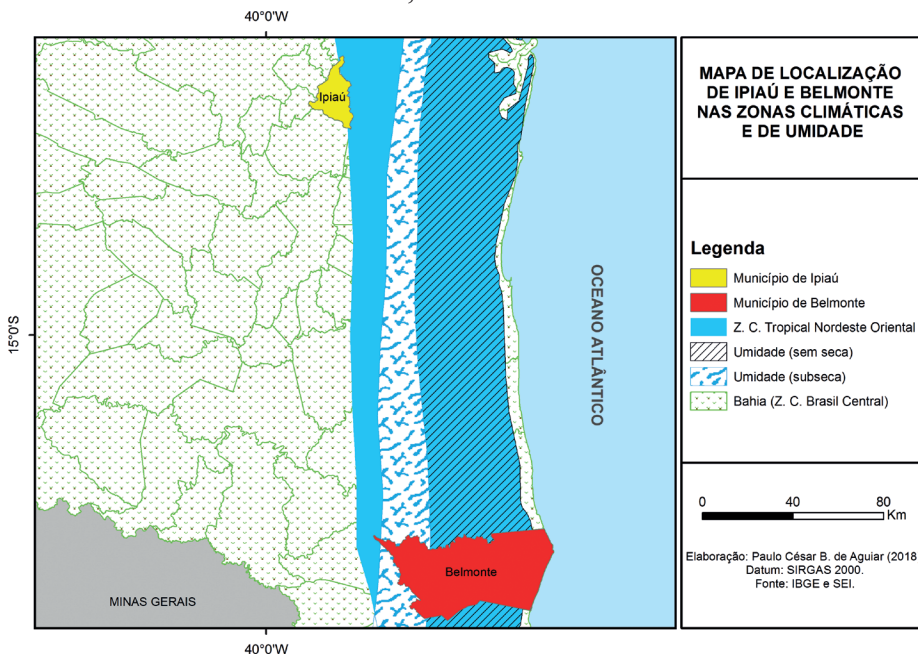 40°0'W
Ipiaú
15°0'S
OCEANO ATLÂNTICO
Belmonte
MINAS GERAIS
40°0'W
MAPA DE LOCALIZAÇÃO
DE IPIAÚ E BELMONTE
NAS ZONAS CLIMÁTICAS
E DE UMIDADE
Legenda
Município de Ipiaú
Município de Belmonte
Z. C. Tropical Nordeste Oriental
Umidade (sem seca)
Umidade (subseca)
Bahia (Z. C. Brasil Central)
0 40 80
Km
Elaboração: Paulo César B. de Aguiar (2018
Datum: SIRGAS 2000.
Fonte: IBGE e SEI.